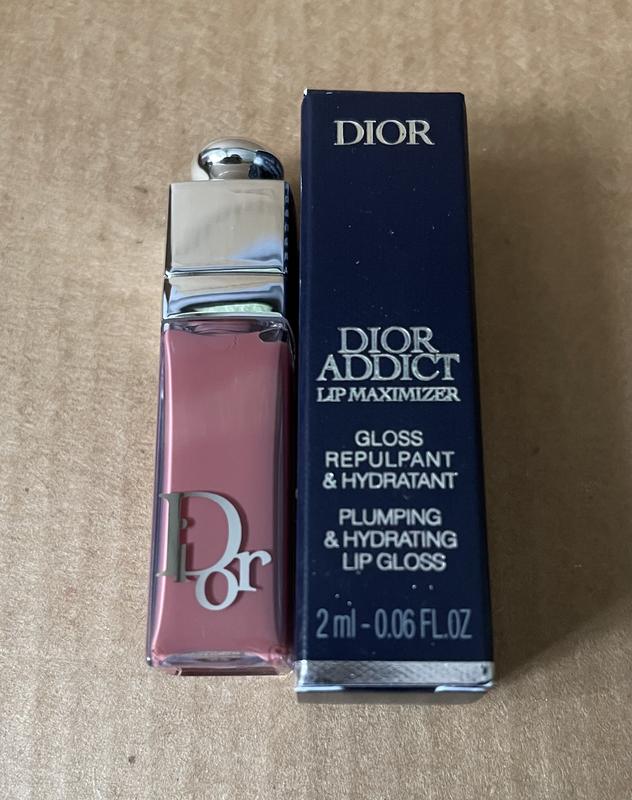 Dior
DIOR
DIOR
ADDICT
LIP MAXIMIZER
GLOSS
REPULPANT
& HYDRATANT
PLUMPING
& HYDRATING
LIP GLOSS
2 ml - 0.06 FL.OZ